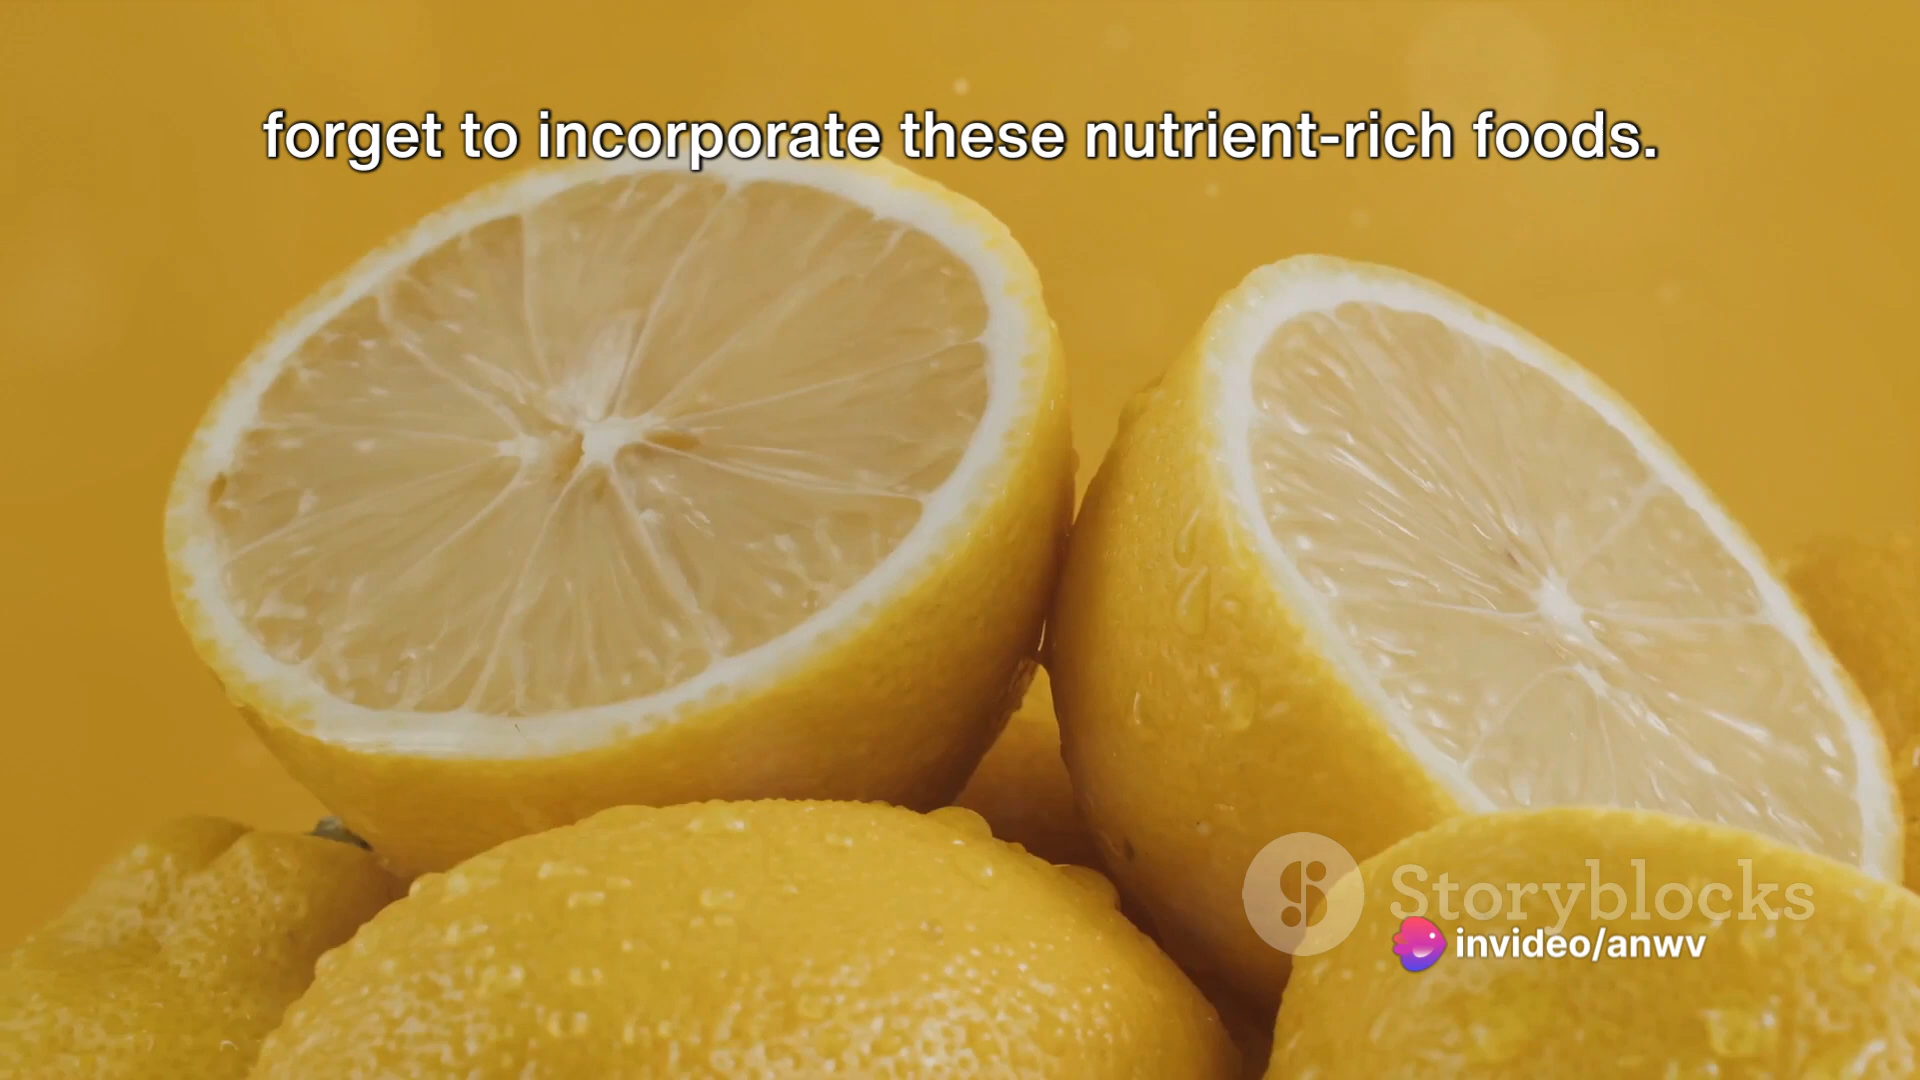 forget to incorporate these nutrient-rich foods.
Storyblocks
invideo/anwv